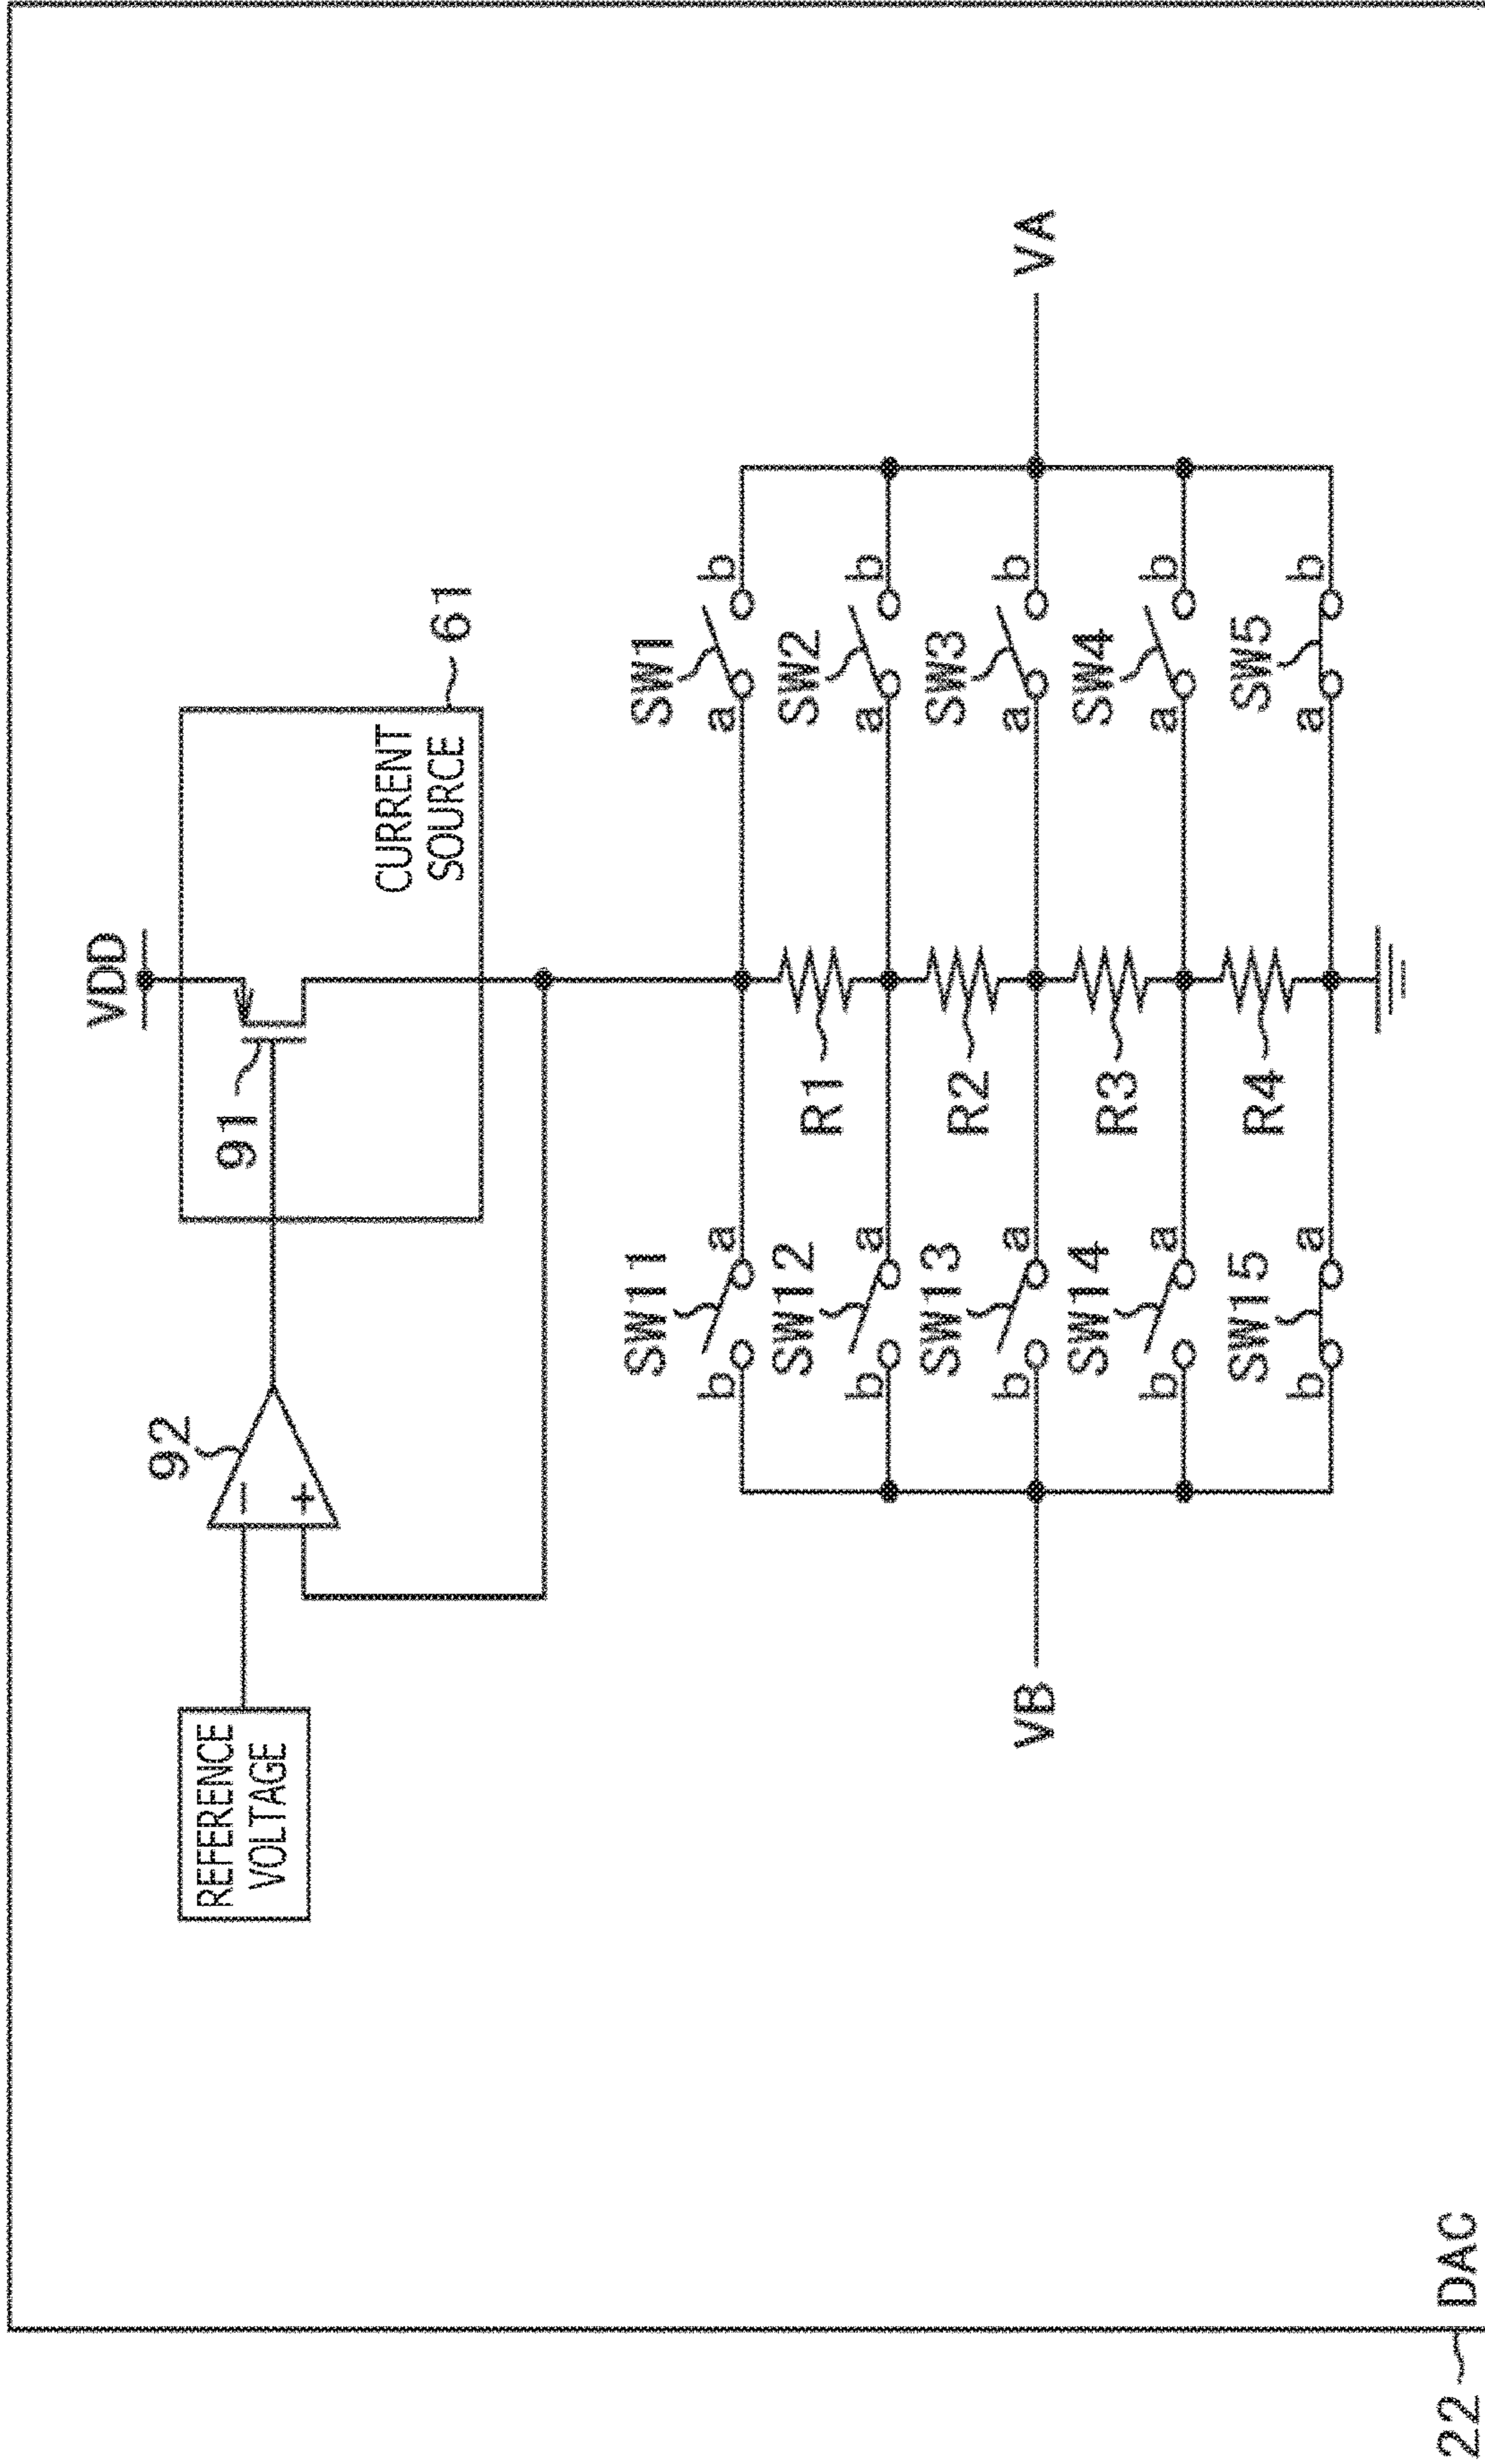 22
DAC
REFERENCE
VOLTAGE
92
−
+
VDD
91
CURRENT
SOURCE
61
VB
SW11
b
a
SW12
b
a
SW13
b
a
SW14
b
a
SW15
b
a
R1
R2
R3
R4
SW1
a
b
SW2
a
b
SW3
a
b
SW4
a
b
SW5
a
b
VA